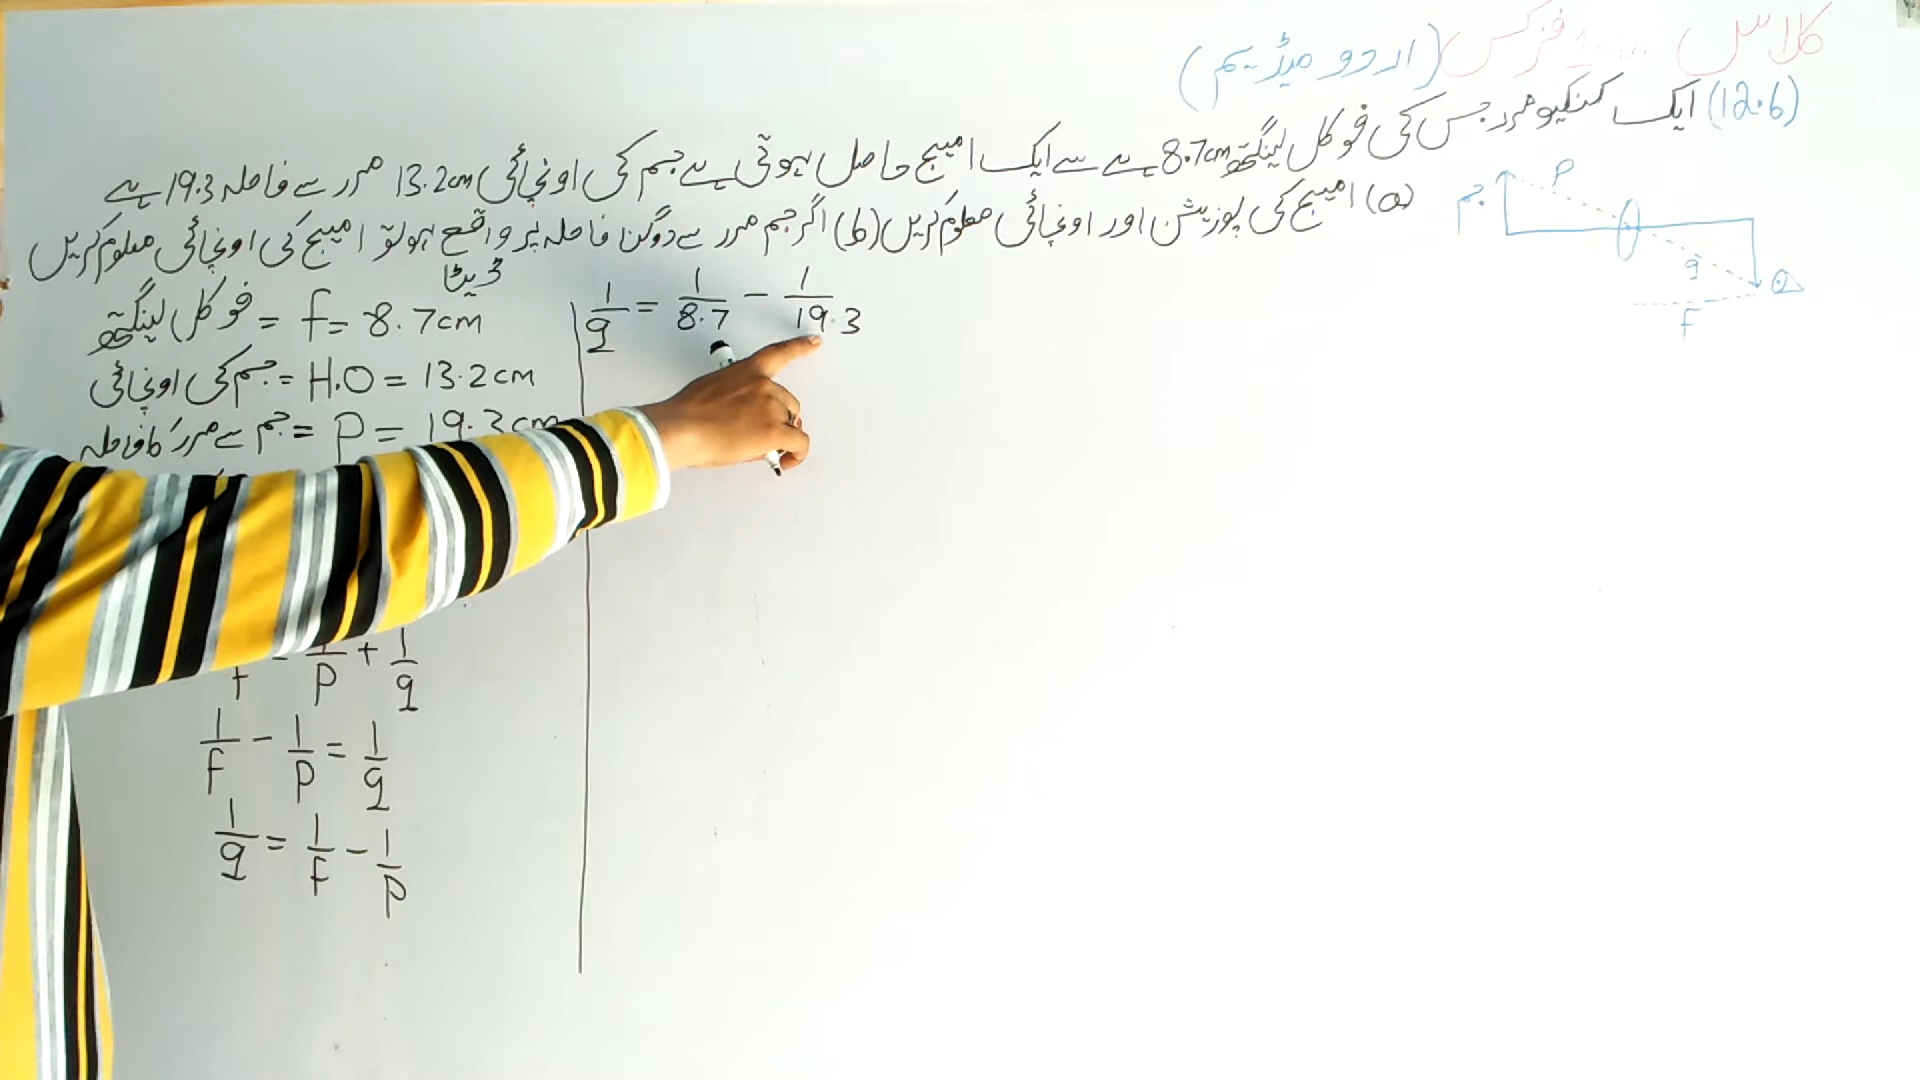 کلاس فزکس (اردو میڈیم)
(12.6) ایک کنکیو مرر جس کی فوکل لینگتھ 8.7cm ہے سے ایک امیج حاصل ہوتی ہے جسم کی اونچائی 13.2cm مرر سے فاصلہ 19.3 ہے
(a) امیج کی پوزیشن اور اونچائی معلوم کریں (b) اگر جسم مرر سے دوگنا فاصلہ پر واقع ہو تو امیج کی اونچائی معلوم کریں
ڈیٹا
فوکل لینگتھ = f = 8.7cm
جسم کی اونچائی = H.O = 13.2cm
جسم سے مرر کا فاصلہ = P = 19.3cm
1/P + 1/q
1/F - 1/P = 1/q
1/q = 1/F - 1/P
1/q = 1/8.7 - 1/19.3
جسم
P
q
F